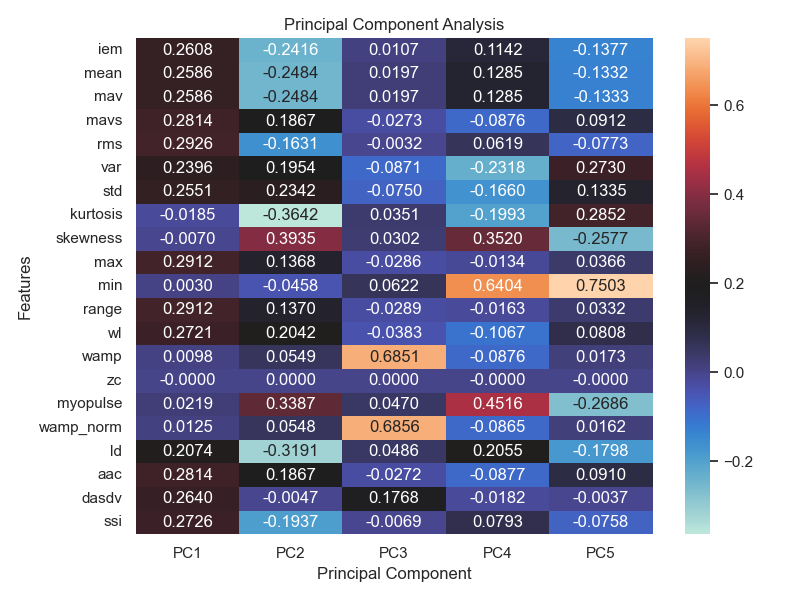 Principal Component Analysis
iem 0.2608 -0.2416 0.0107 0.1142 -0.1377
mean 0.2586 -0.2484 0.0197 0.1285 -0.1332
mav 0.2586 -0.2484 0.0197 0.1285 -0.1333
mavs 0.2814 0.1867 -0.0273 -0.0876 0.0912
rms 0.2926 -0.1631 -0.0032 0.0619 -0.0773
var 0.2396 0.1954 -0.0871 -0.2318 0.2730
std 0.2551 0.2342 -0.0750 -0.1660 0.1335
kurtosis -0.0185 -0.3642 0.0351 -0.1993 0.2852
skewness -0.0070 0.3935 0.0302 0.3520 -0.2577
max 0.2912 0.1368 -0.0286 -0.0134 0.0366
min 0.0030 -0.0458 0.0622 0.6404 0.7503
range 0.2912 0.1370 -0.0289 -0.0163 0.0332
wl 0.2721 0.2042 -0.0383 -0.1067 0.0808
wamp 0.0098 0.0549 0.6851 -0.0876 0.0173
zc -0.0000 0.0000 0.0000 -0.0000 -0.0000
myopulse 0.0219 0.3387 0.0470 0.4516 -0.2686
wamp_norm 0.0125 0.0548 0.6856 -0.0865 0.0162
ld 0.2074 -0.3191 0.0486 0.2055 -0.1798
aac 0.2814 0.1867 -0.0272 -0.0877 0.0910
dasdv 0.2640 -0.0047 0.1768 -0.0182 -0.0037
ssi 0.2726 -0.1937 -0.0069 0.0793 -0.0758
PC1 PC2 PC3 PC4 PC5
Principal Component
Features
0.6
0.4
0.2
0.0
−0.2